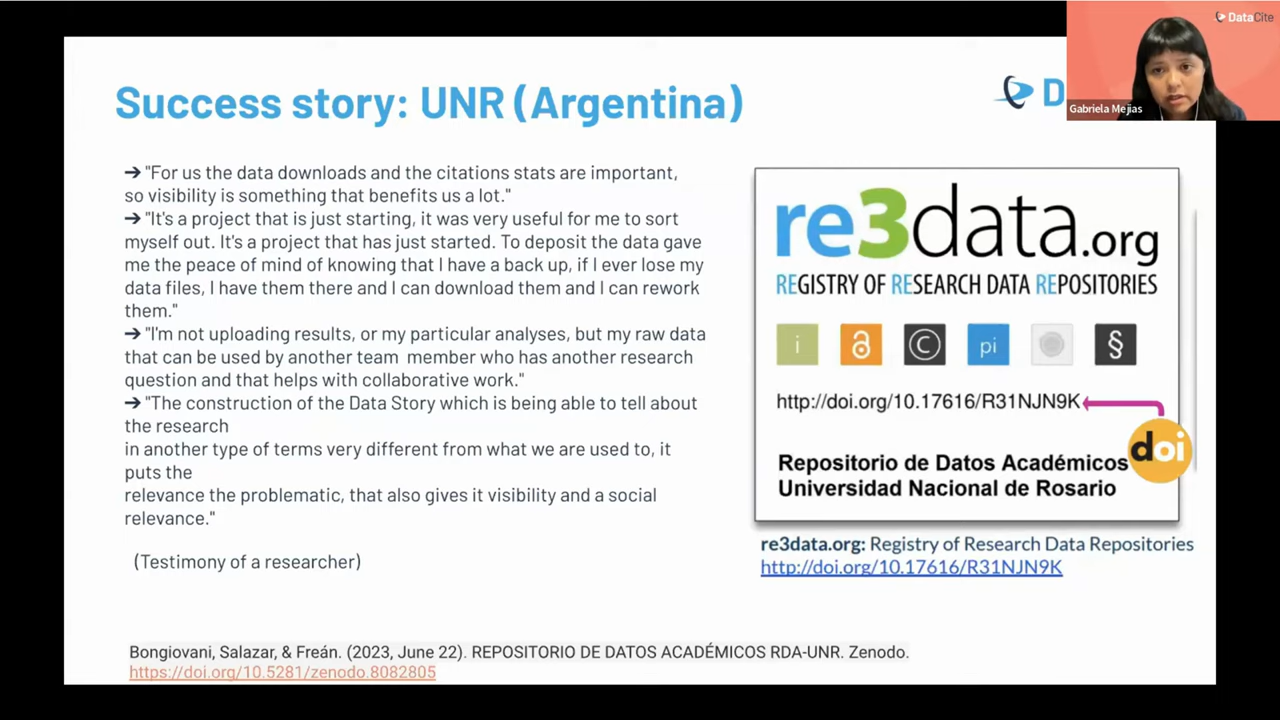 Success story: UNR (Argentina)
D
DataCite
Gabriela Mejias
➔ "For us the data downloads and the citations stats are important,
so visibility is something that benefits us a lot."
➔ "It's a project that is just starting, it was very useful for me to sort
myself out. It's a project that has just started. To deposit the data gave
me the peace of mind of knowing that I have a back up, if I ever lose my
data files, I have them there and I can download them and I can rework
them."
➔ "I'm not uploading results, or my particular analyses, but my raw data
that can be used by another team member who has another research
question and that helps with collaborative work."
➔ "The construction of the Data Story which is being able to tell about
the research
in another type of terms very different from what we are used to, it
puts the
relevance the problematic, that also gives it visibility and a social
relevance."
(Testimony of a researcher)
re3data.org
REGISTRY OF RESEARCH DATA REPOSITORIES
i
©
pi
§
http://doi.org/10.17616/R31NJN9K
doi
Repositorio de Datos Académicos
Universidad Nacional de Rosario
re3data.org: Registry of Research Data Repositories
http://doi.org/10.17616/R31NJN9K
Bongiovani, Salazar, & Freán. (2023, June 22). REPOSITORIO DE DATOS ACADÉMICOS RDA-UNR. Zenodo.
https://doi.org/10.5281/zenodo.8082805